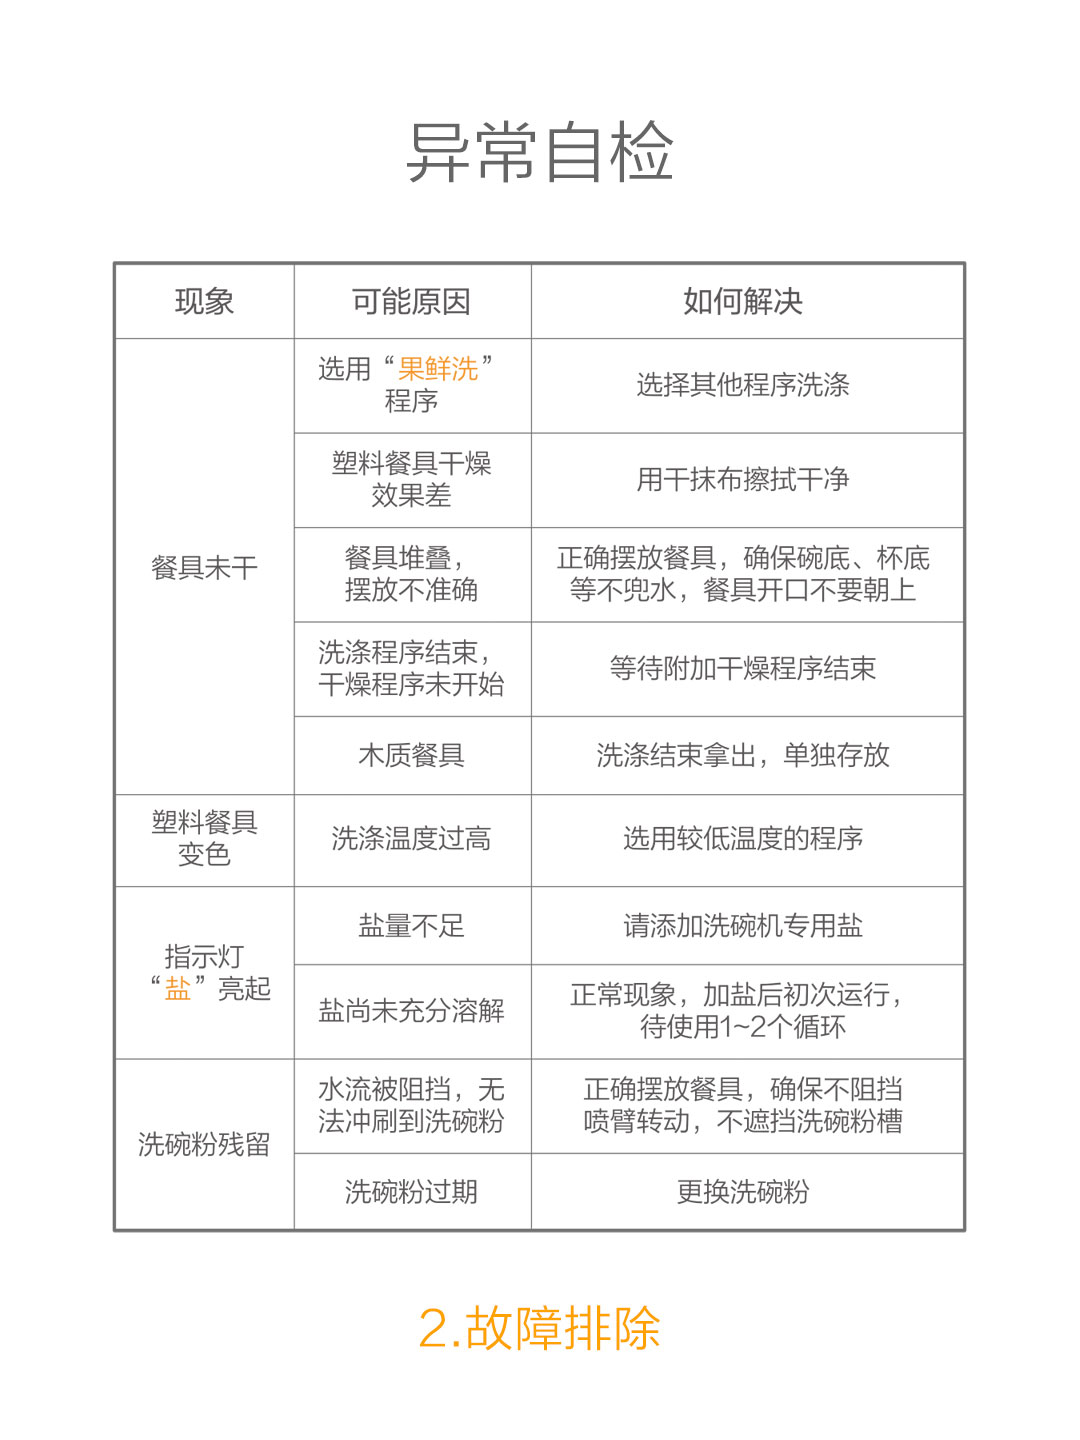 异常自检
现象
可能原因
如何解决
餐具未干
选用“果鲜洗”
程序
选择其他程序洗涤
塑料餐具干燥
效果差
用干抹布擦拭干净
餐具堆叠，
摆放不准确
正确摆放餐具，确保碗底、杯底
等不兜水，餐具开口不要朝上
洗涤程序结束，
干燥程序未开始
等待附加干燥程序结束
木质餐具
洗涤结束拿出，单独存放
塑料餐具
变色
洗涤温度过高
选用较低温度的程序
指示灯
“盐”亮起
盐量不足
请添加洗碗机专用盐
盐尚未充分溶解
正常现象，加盐后初次运行，
待使用1~2个循环
洗碗粉残留
水流被阻挡，无
法冲刷到洗碗粉
正确摆放餐具，确保不阻挡
喷臂转动，不遮挡洗碗粉槽
洗碗粉过期
更换洗碗粉
2.故障排除